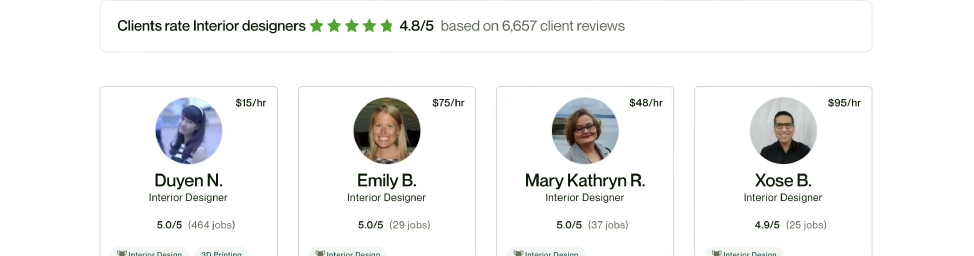 Clients rate Interior designers 4.8/5 based on 6,657 client reviews
$15/hr $75/hr $48/hr $95/hr
Duyen N. Emily B. Mary Kathryn R. Xose B.
Interior Designer Interior Designer Interior Designer Interior Designer
5.0/5 (464 jobs) 5.0/5 (29 jobs) 5.0/5 (37 jobs) 4.9/5 (25 jobs)
Interior Design 3D Printing Interior Design Interior Design Interior Design